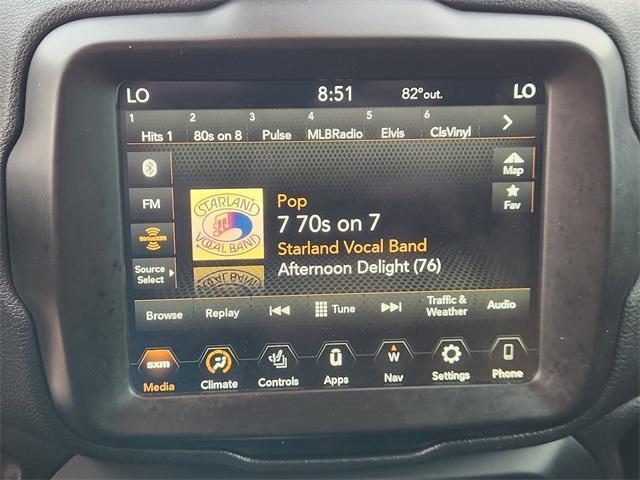 LO 8:51 82° out. LO
1 Hits 1 2 80s on 8 3 Pulse 4 MLBRadio 5 Elvis 6 ClsVinyl
Map
FM
Fav
SiriusXM
Source Select
STARLAND VOCAL BAND
Pop
7 70s on 7
Starland Vocal Band
Afternoon Delight (76)
Browse Replay Tune Traffic & Weather Audio
sxm U W
Media Climate Controls Apps Nav Settings Phone